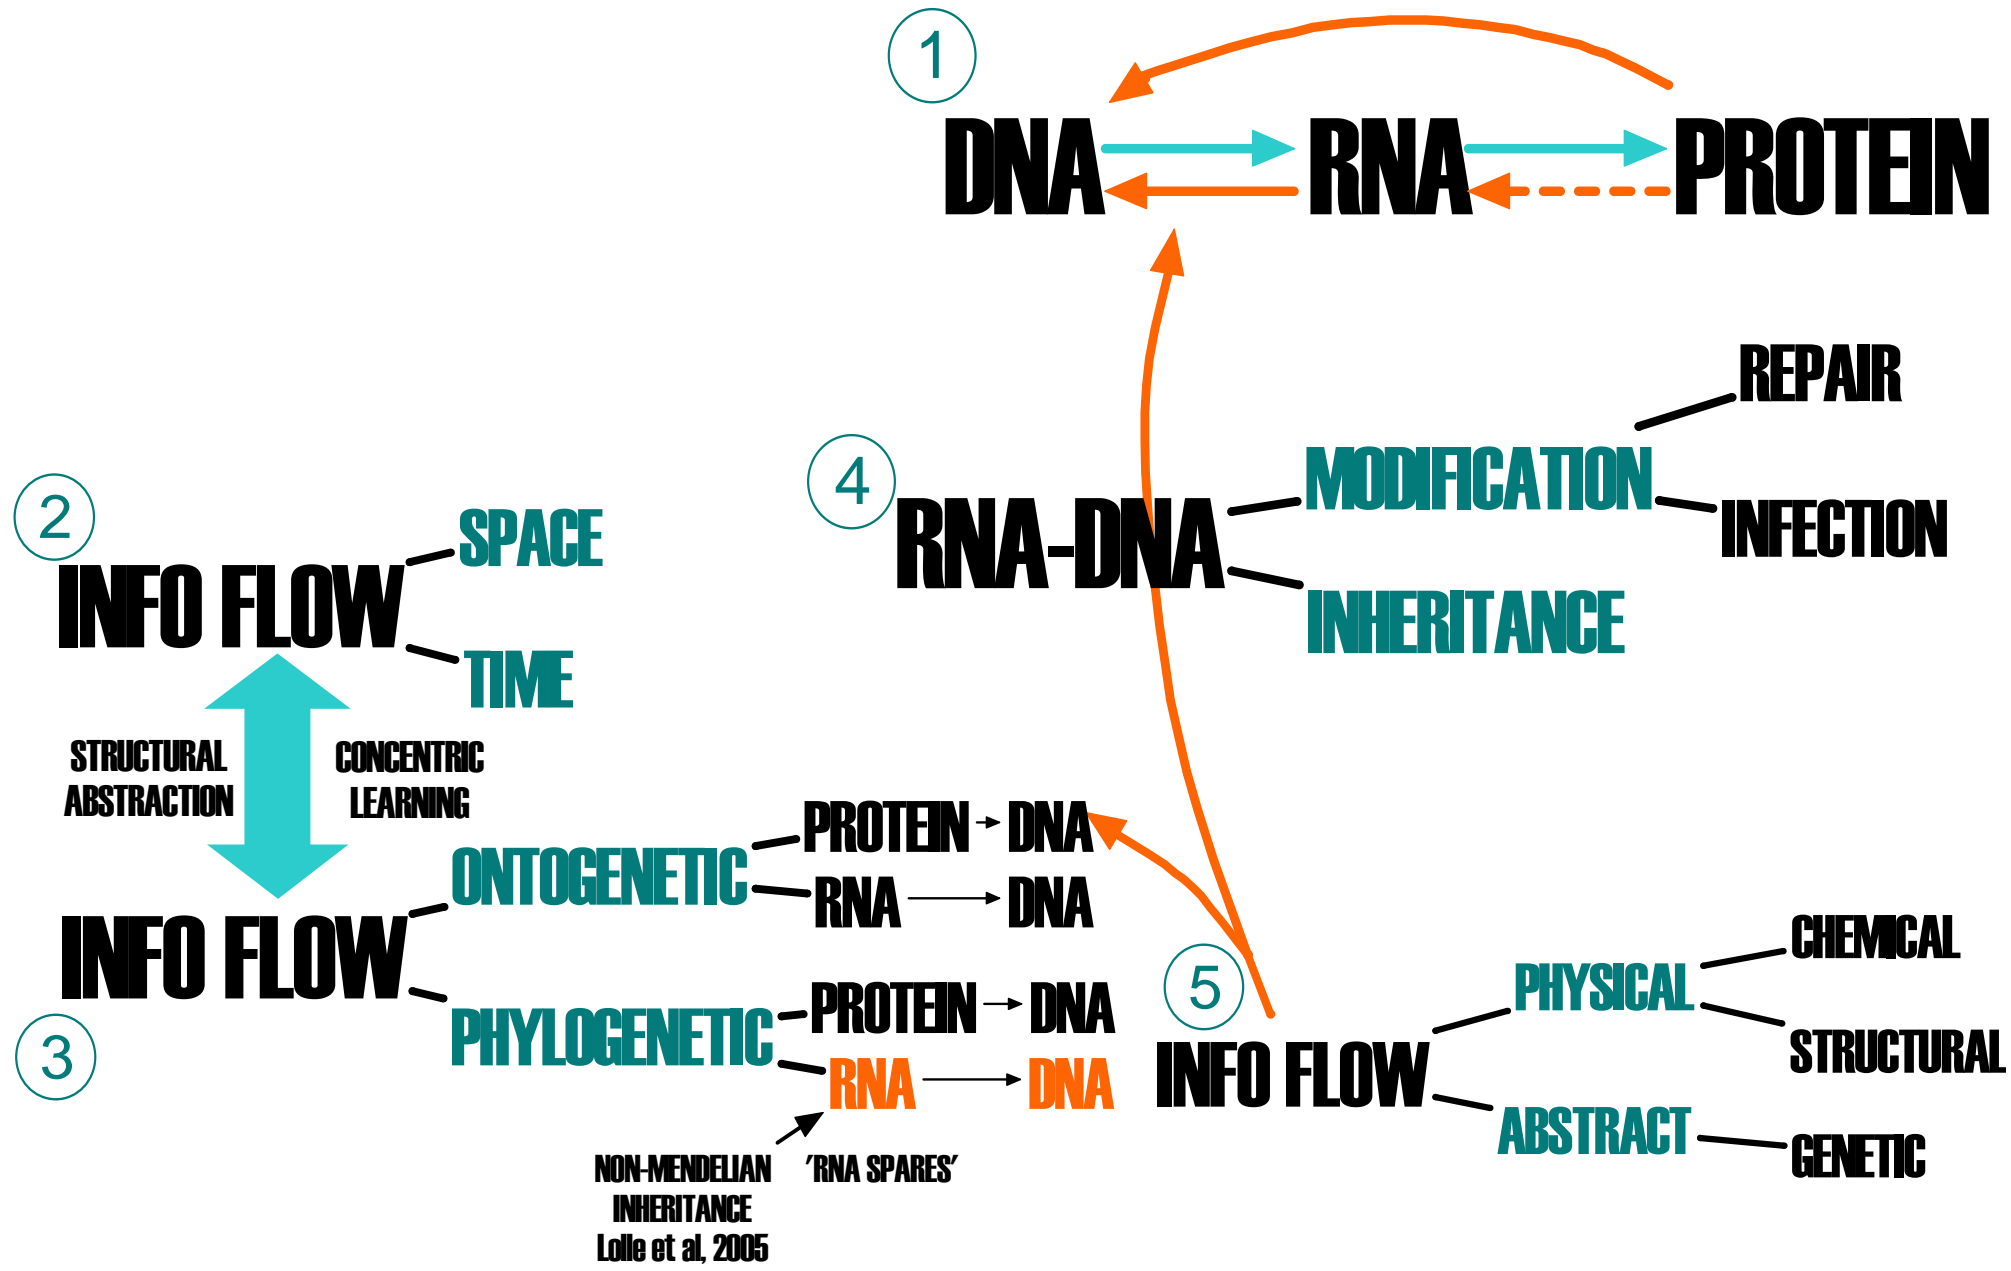 1
DNA RNA PROTEIN
2
INFO FLOW
SPACE
TIME
STRUCTURAL
ABSTRACTION
CONCENTRIC
LEARNING
3
INFO FLOW
ONTOGENETIC
PROTEIN DNA
RNA DNA
PHYLOGENETIC
PROTEIN DNA
RNA DNA
NON-MENDELIAN
INHERITANCE
Lolle et al, 2005
'RNA SPARES'
4
RNA-DNA
MODIFICATION
REPAIR
INFECTION
INHERITANCE
5
INFO FLOW
PHYSICAL
CHEMICAL
STRUCTURAL
ABSTRACT
GENETIC